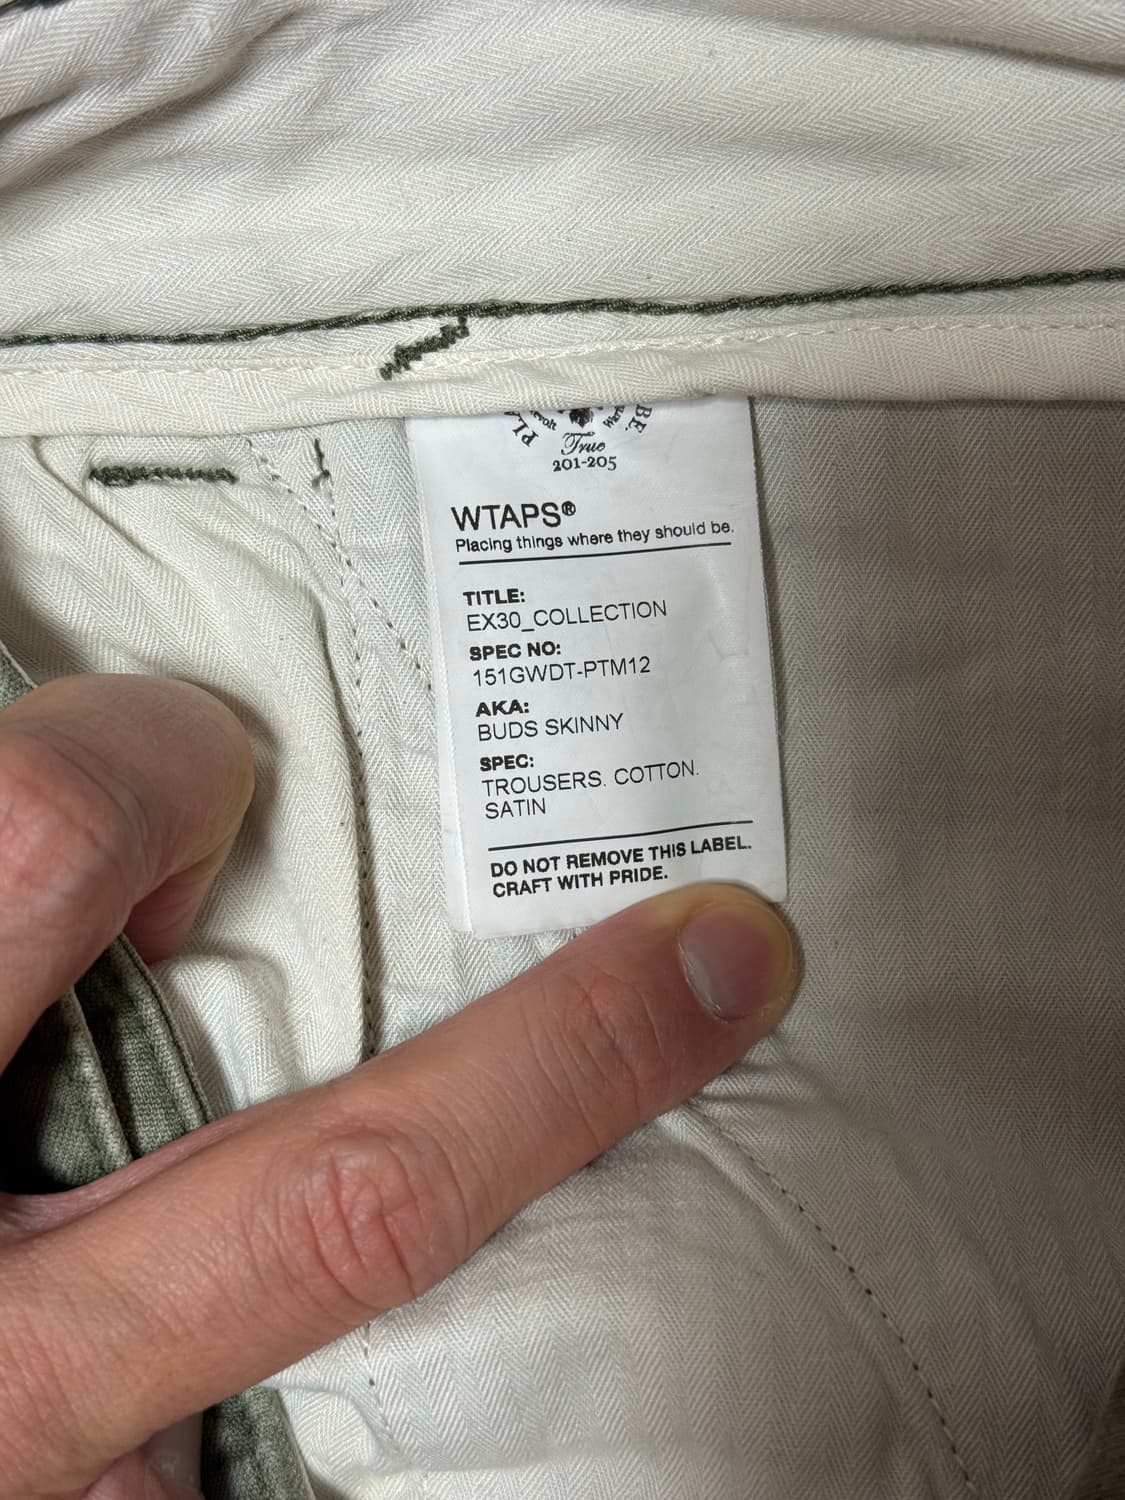 True
201-205
WTAPS®
Placing things where they should be.
TITLE:
EX30_COLLECTION
SPEC NO:
151GWDT-PTM12
AKA:
BUDS SKINNY
SPEC:
TROUSERS. COTTON.
SATIN
DO NOT REMOVE THIS LABEL.
CRAFT WITH PRIDE.